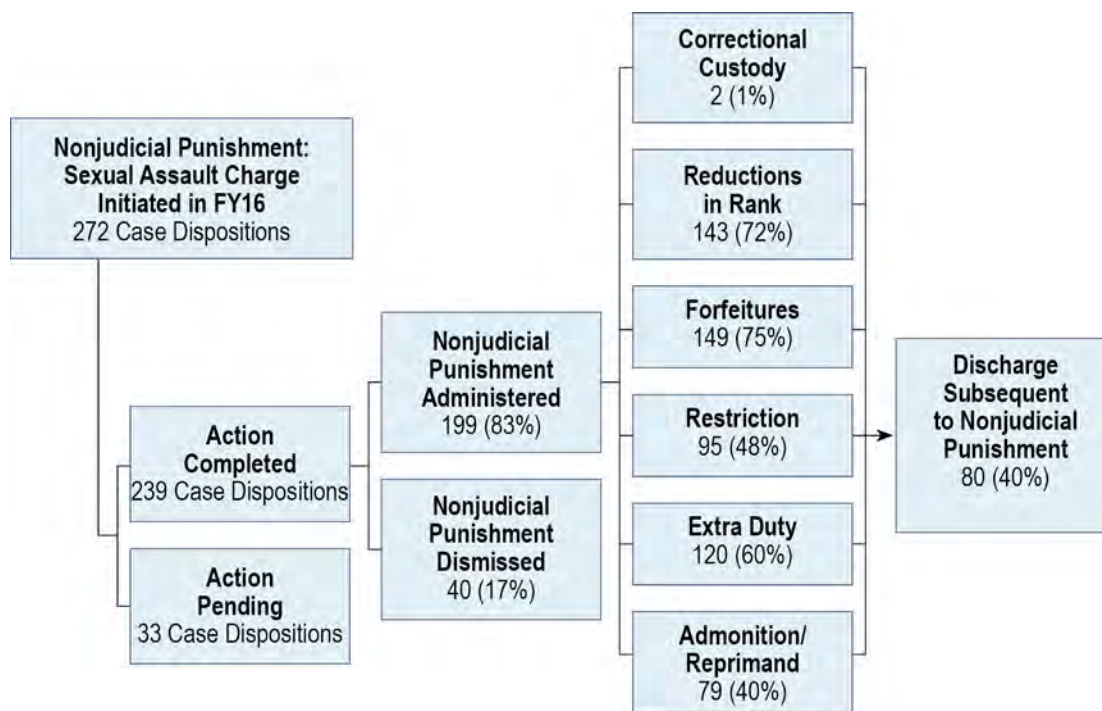 Nonjudicial Punishment:
Sexual Assault Charge
Initiated in FY16
272 Case Dispositions
Action
Completed
239 Case Dispositions
Action
Pending
33 Case Dispositions
Nonjudicial
Punishment
Administered
199 (83%)
Nonjudicial
Punishment
Dismissed
40 (17%)
Correctional
Custody
2 (1%)
Reductions
in Rank
143 (72%)
Forfeitures
149 (75%)
Restriction
95 (48%)
Extra Duty
120 (60%)
Admonition/
Reprimand
79 (40%)
Discharge
Subsequent
to Nonjudicial
Punishment
80 (40%)